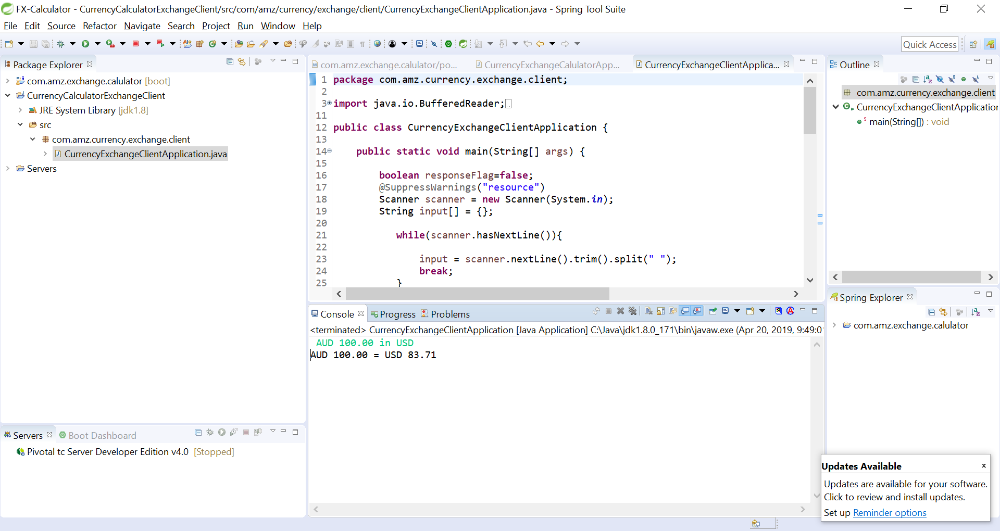 FX-Calculator - CurrencyCalculatorExchangeClient/src/com/amz/currency/exchange/client/CurrencyExchangeClientApplication.java - Spring Tool Suite
File Edit Source Refactor Navigate Search Project Run Window Help
Quick Access
Package Explorer
com.amz.exchange.calulator [boot]
CurrencyCalculatorExchangeClient
JRE System Library [jdk1.8]
src
com.amz.currency.exchange.client
CurrencyExchangeClientApplication.java
Servers
com.amz.exchange.calulator/po... CurrencyExchangeCalulatorApp... CurrencyExchangeClientApplica...
1 package com.amz.currency.exchange.client;
2
3 import java.io.BufferedReader;
11
12 public class CurrencyExchangeClientApplication {
13
14 public static void main(String[] args) {
15
16 boolean responseFlag=false;
17 @SuppressWarnings("resource")
18 Scanner scanner = new Scanner(System.in);
19 String input[] = {};
20
21 while(scanner.hasNextLine()){
22
23 input = scanner.nextLine().trim().split(" ");
24 break;
25 }
Outline
com.amz.currency.exchange.client
CurrencyExchangeClientApplication
main(String[]) : void
Console Progress Problems
<terminated> CurrencyExchangeClientApplication [Java Application] C:\Java\jdk1.8.0_171\bin\javaw.exe (Apr 20, 2019, 9:49:0
AUD 100.00 in USD
AUD 100.00 = USD 83.71
Spring Explorer
com.amz.exchange.calulator
Servers Boot Dashboard
Pivotal tc Server Developer Edition v4.0 [Stopped]
Updates Available
Updates are available for your software.
Click to review and install updates.
Set up Reminder options